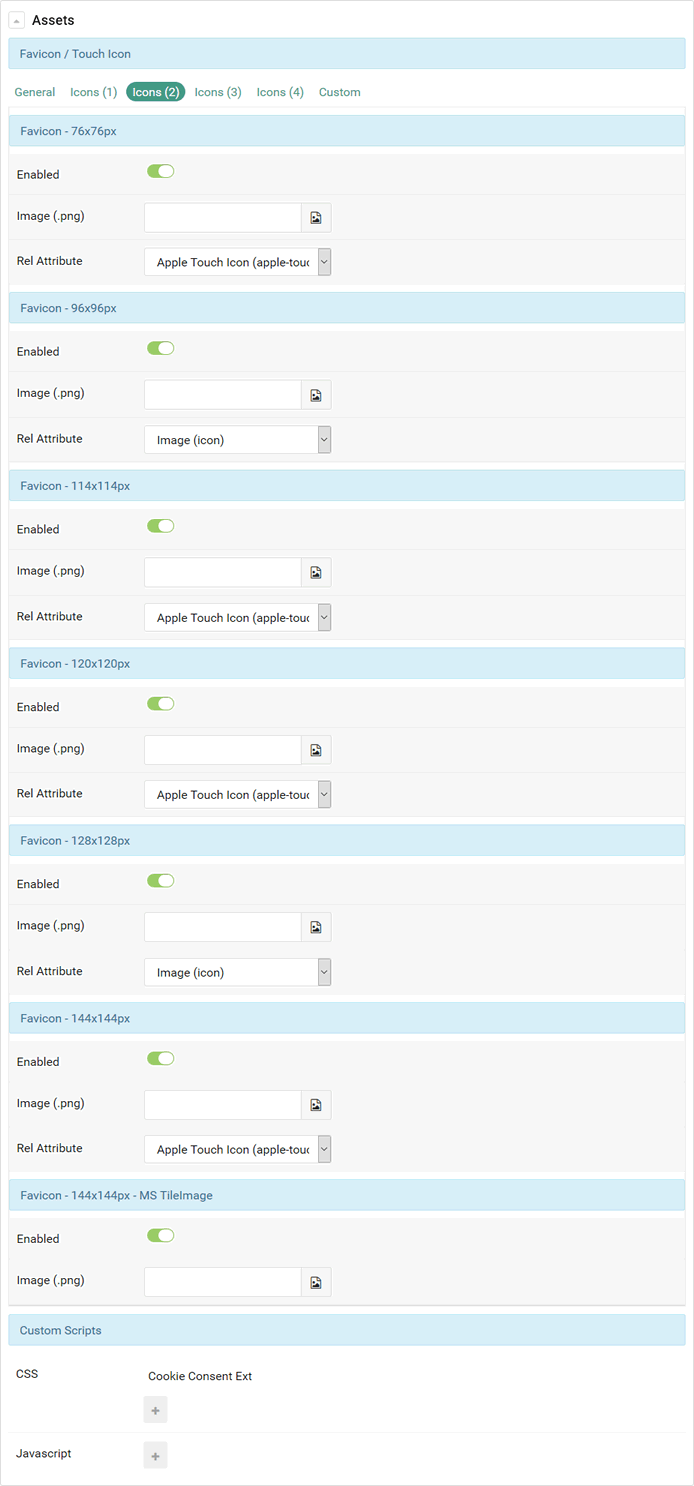 Assets
Favicon / Touch Icon
General Icons (1) Icons (2) Icons (3) Icons (4) Custom
Favicon - 76x76px
Enabled
Image (.png)
Rel Attribute Apple Touch Icon (apple-touc
Favicon - 96x96px
Enabled
Image (.png)
Rel Attribute Image (icon)
Favicon - 114x114px
Enabled
Image (.png)
Rel Attribute Apple Touch Icon (apple-touc
Favicon - 120x120px
Enabled
Image (.png)
Rel Attribute Apple Touch Icon (apple-touc
Favicon - 128x128px
Enabled
Image (.png)
Rel Attribute Image (icon)
Favicon - 144x144px
Enabled
Image (.png)
Rel Attribute Apple Touch Icon (apple-touc
Favicon - 144x144px - MS TileImage
Enabled
Image (.png)
Custom Scripts
CSS Cookie Consent Ext
+
Javascript +